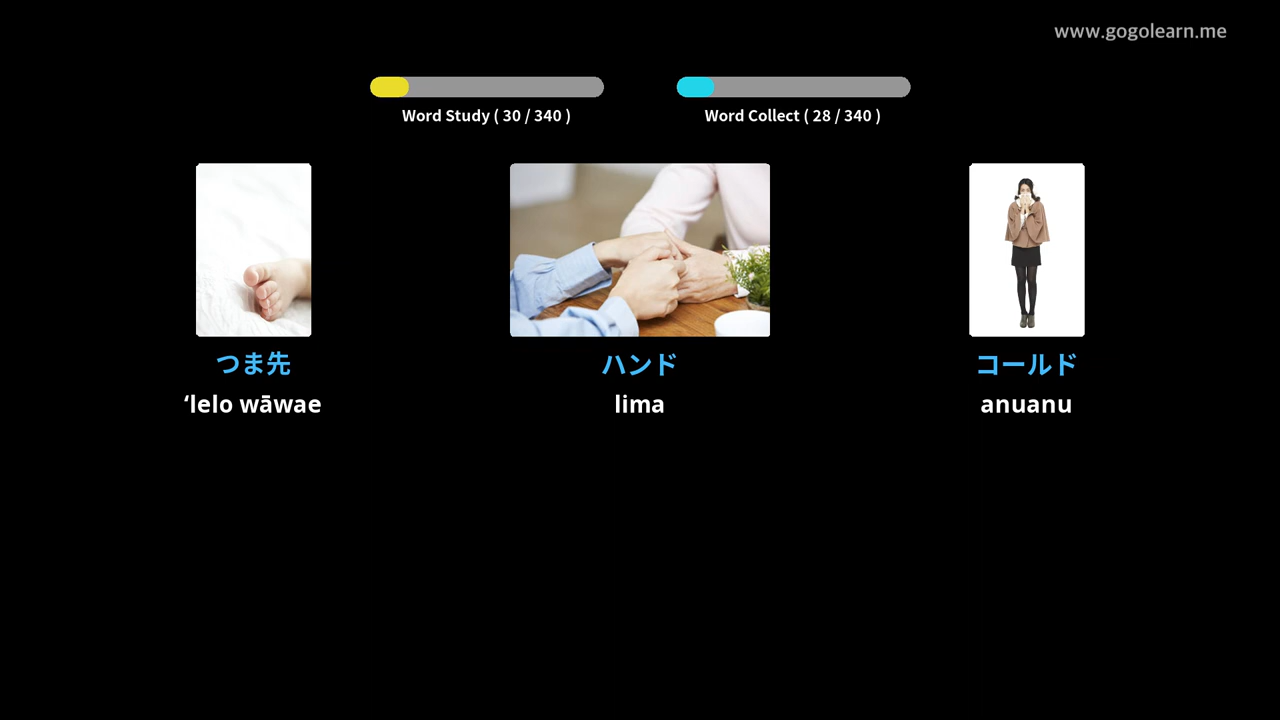 www.gogolearn.me
Word Study ( 30 / 340 )
Word Collect ( 28 / 340 )
つま先
ハンド
コールド
ʻlelo wāwae
lima
anuanu